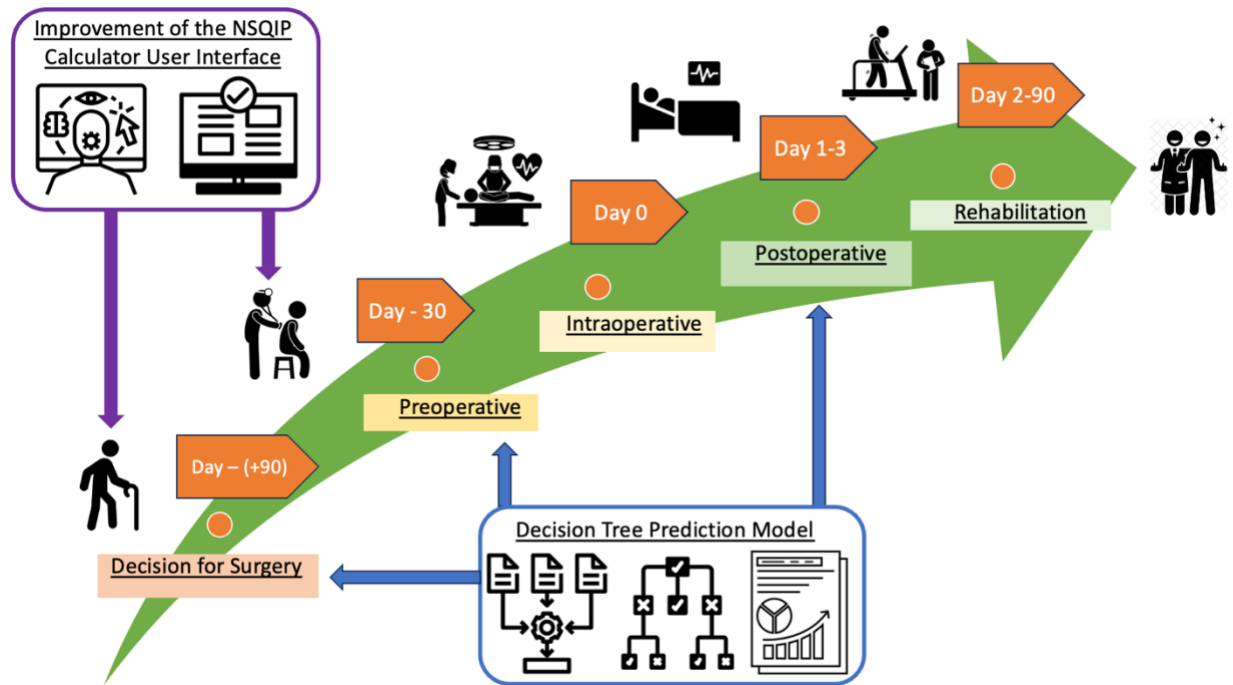 Improvement of the NSQIP
Calculator User Interface
Day 2-90
Day 1-3
Rehabilitation
Day 0
Postoperative
Day - 30
Intraoperative
Preoperative
Day – (+90)
Decision for Surgery
Decision Tree Prediction Model